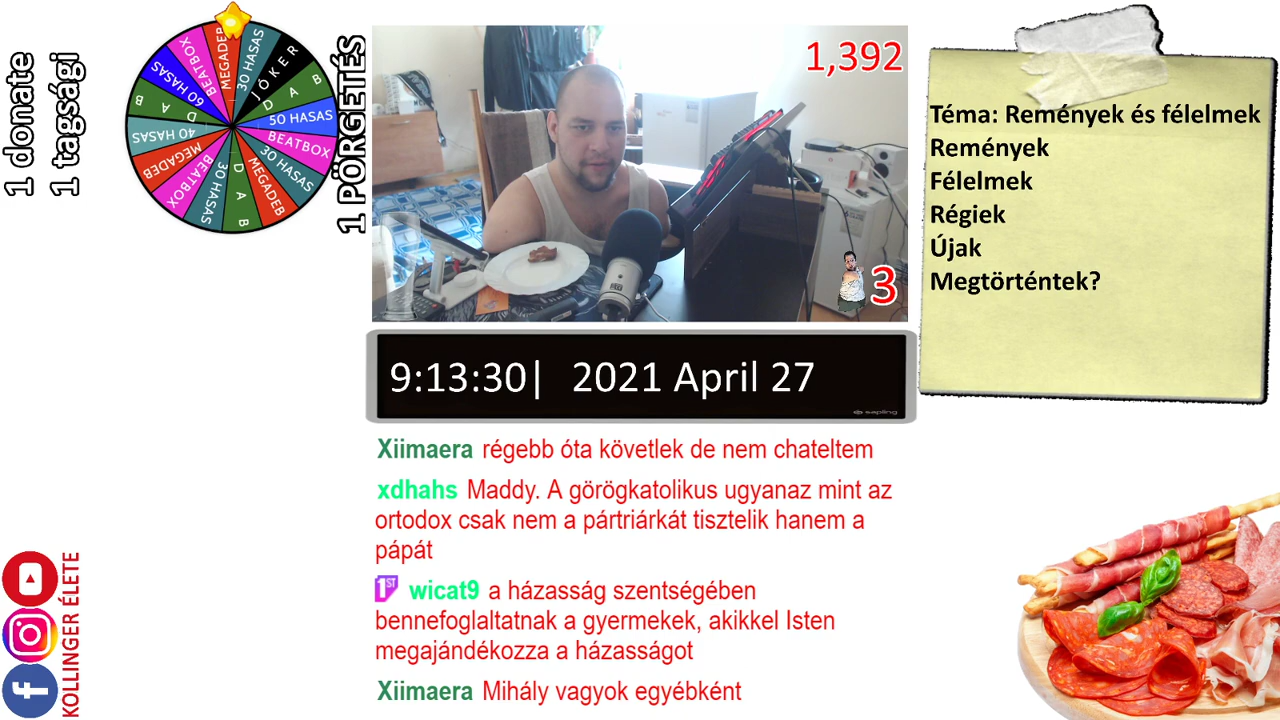 1 donate
1 tagsági
1 PÖRGETÉS
MEGADEB
30 HASAS
JÓKER
D A B
50 HASAS
BEATBOX
30 HASAS
MEGADEB
D A B
30 HASAS
BEATBOX
MEGADEB
40 HASAS
D A B
60 HASAS
BEATBOX
1,392
3
Téma: Remények és félelmek
Remények
Félelmek
Régiek
Újak
Megtörténtek?
9:13:30| 2021 April 27
sapling
Xiimaera régebb óta követlek de nem chateltem
xdhahs Maddy. A görögkatolikus ugyanaz mint az
ortodox csak nem a pártriárkát tisztelik hanem a
pápát
1ST wicat9 a házasság szentségében
bennefoglaltatnak a gyermekek, akikkel Isten
megajándékozza a házasságot
Xiimaera Mihály vagyok egyébként
KOLLINGER ÉLETE